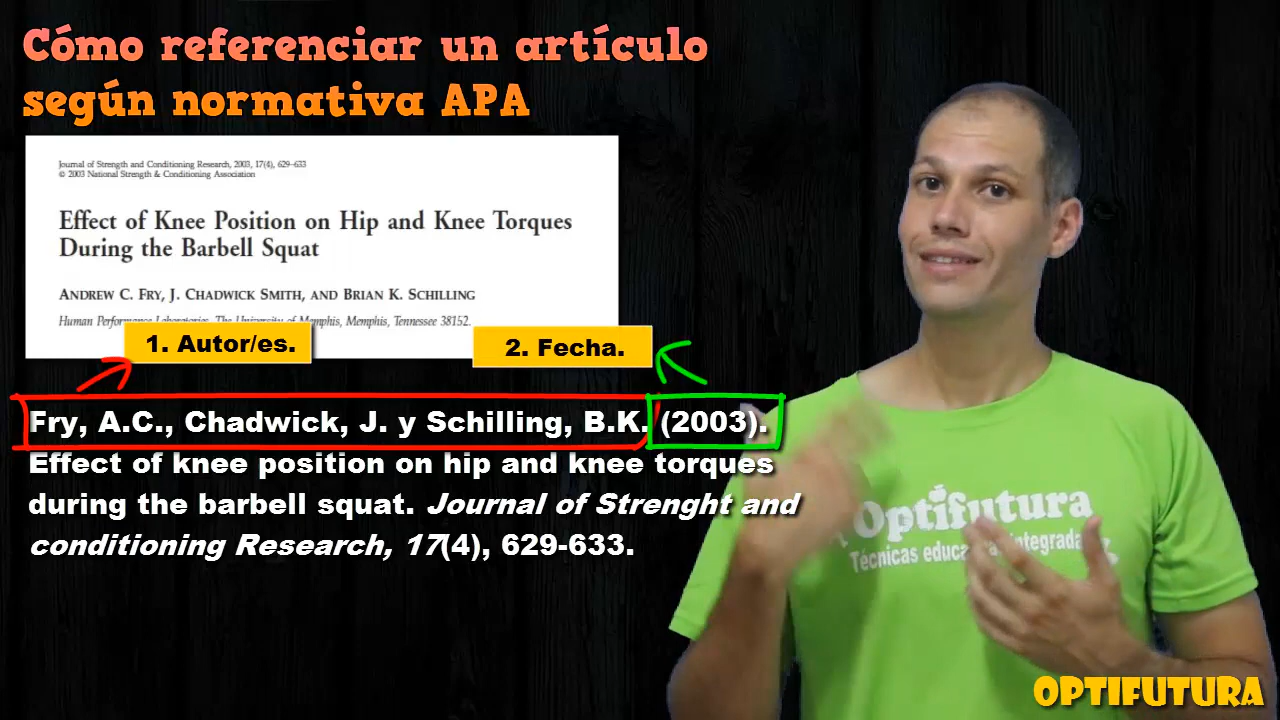 Cómo referenciar un artículo
según normativa APA
Journal of Strength and Conditioning Research, 2003, 17(4), 629–633
© 2003 National Strength & Conditioning Association
Effect of Knee Position on Hip and Knee Torques
During the Barbell Squat
ANDREW C. FRY, J. CHADWICK SMITH, AND BRIAN K. SCHILLING
Human Performance Laboratories, The University of Memphis, Memphis, Tennessee 38152.
1. Autor/es.
2. Fecha.
Fry, A.C., Chadwick, J. y Schilling, B.K. (2003).
Effect of knee position on hip and knee torques
during the barbell squat. Journal of Strenght and
conditioning Research, 17(4), 629-633.
Optifutura
Técnicas educativas integradas
OPTIFUTURA